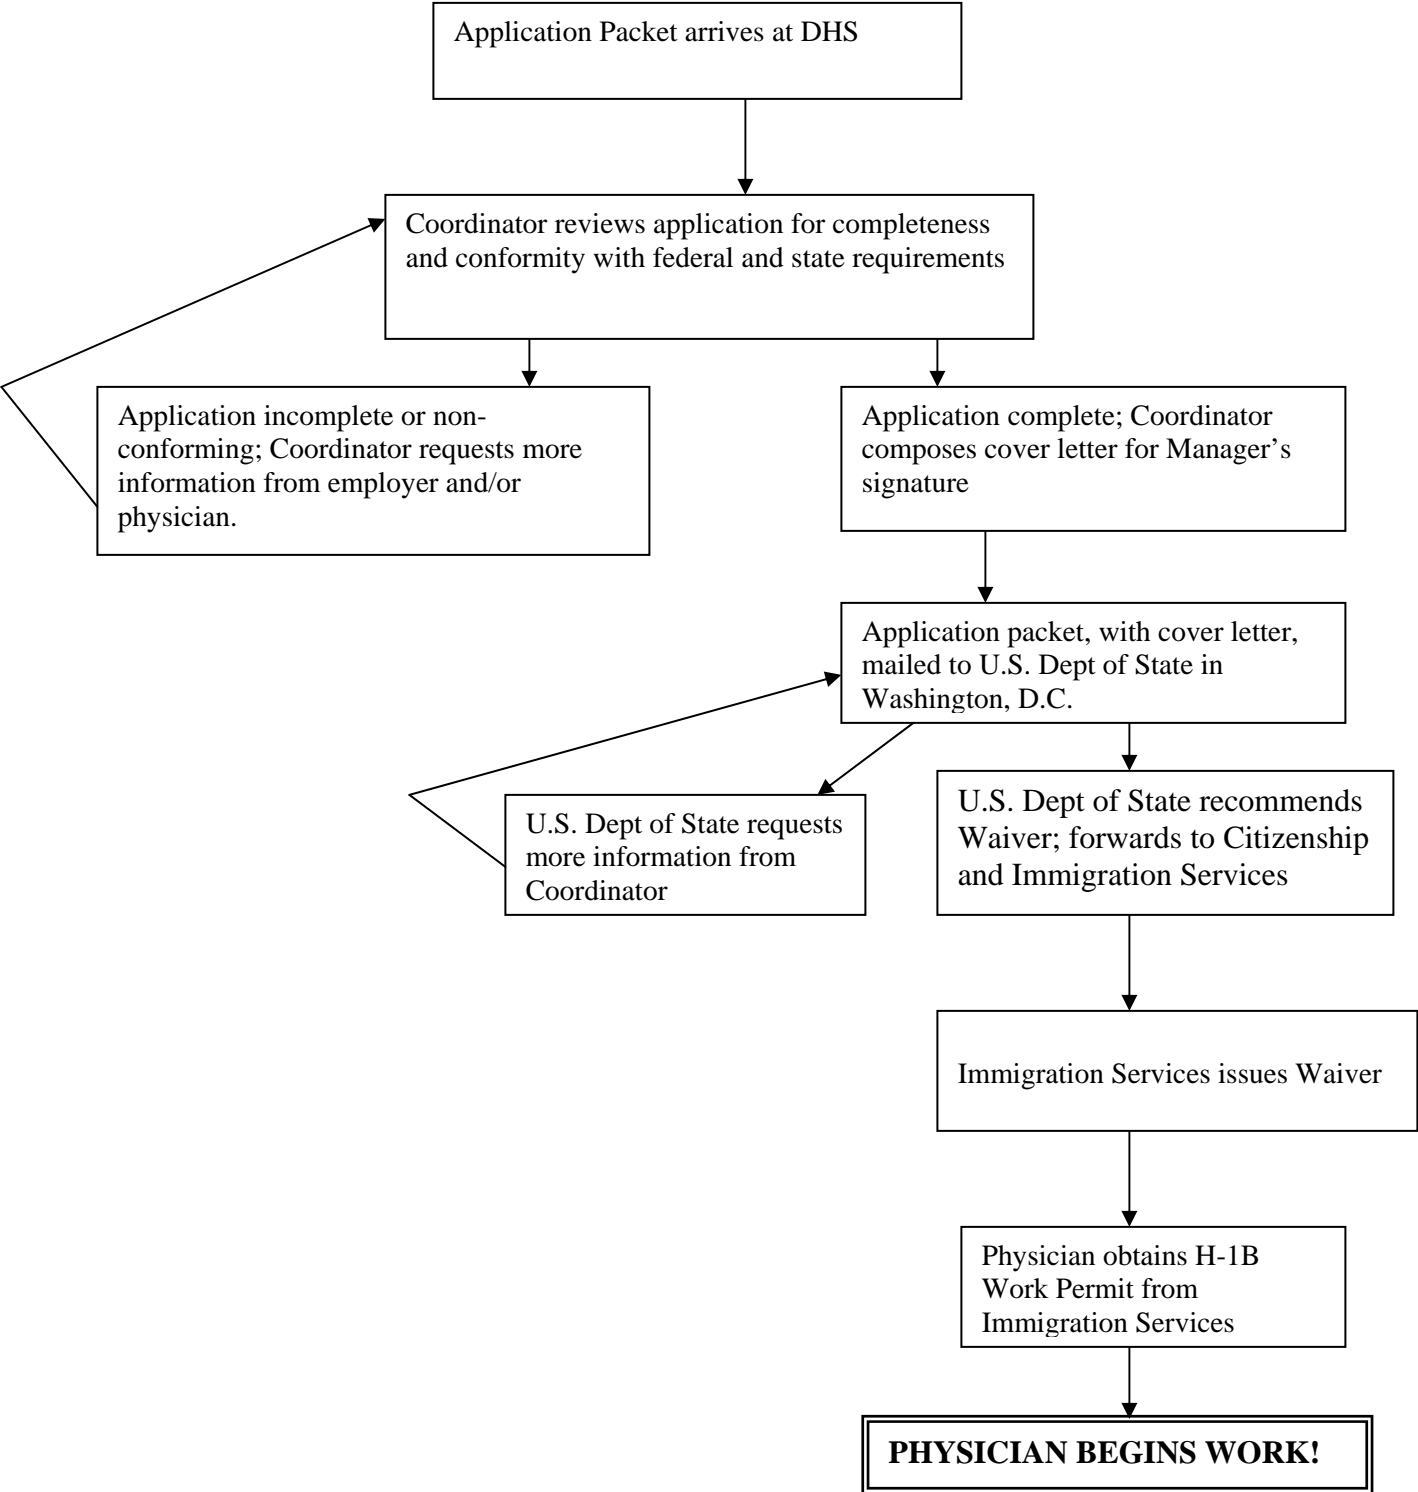 Application Packet arrives at DHS
Coordinator reviews application for completeness
and conformity with federal and state requirements
Application incomplete or non-
conforming; Coordinator requests more
information from employer and/or
physician.
Application complete; Coordinator
composes cover letter for Manager’s
signature
Application packet, with cover letter,
mailed to U.S. Dept of State in
Washington, D.C.
U.S. Dept of State requests
more information from
Coordinator
U.S. Dept of State recommends
Waiver; forwards to Citizenship
and Immigration Services
Immigration Services issues Waiver
Physician obtains H-1B
Work Permit from
Immigration Services
PHYSICIAN BEGINS WORK!